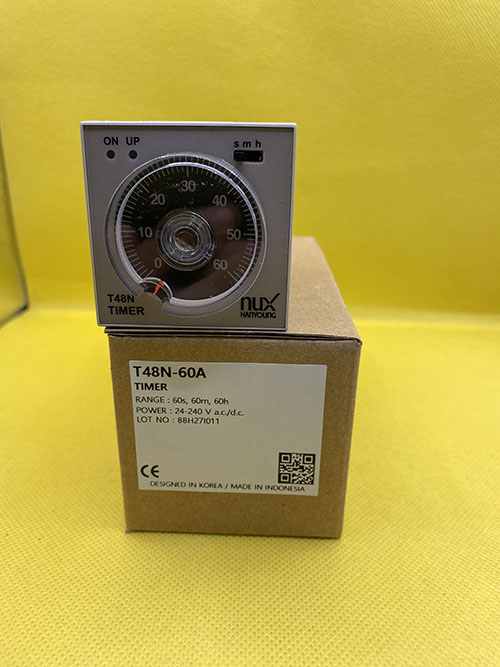 ON UP
s m h
0 10 20 30 40 50 60
T48N
TIMER
nux
HANYOUNG
T48N-60A
TIMER
RANGE : 60s, 60m, 60h
POWER : 24-240 V a.c./d.c.
LOT NO : BBH27I011
CE
DESIGNED IN KOREA / MADE IN INDONESIA